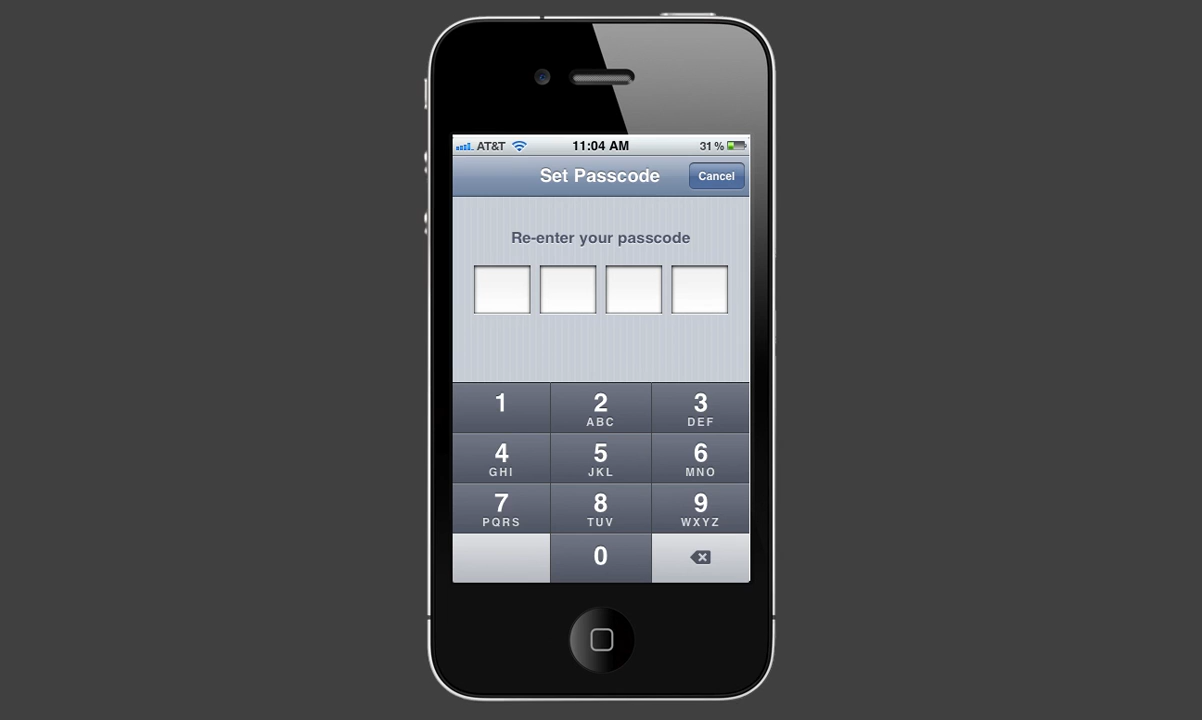 AT&T 11:04 AM 31%
Set Passcode Cancel
Re-enter your passcode
1 2 3
ABC DEF
4 5 6
GHI JKL MNO
7 8 9
PQRS TUV WXYZ
0